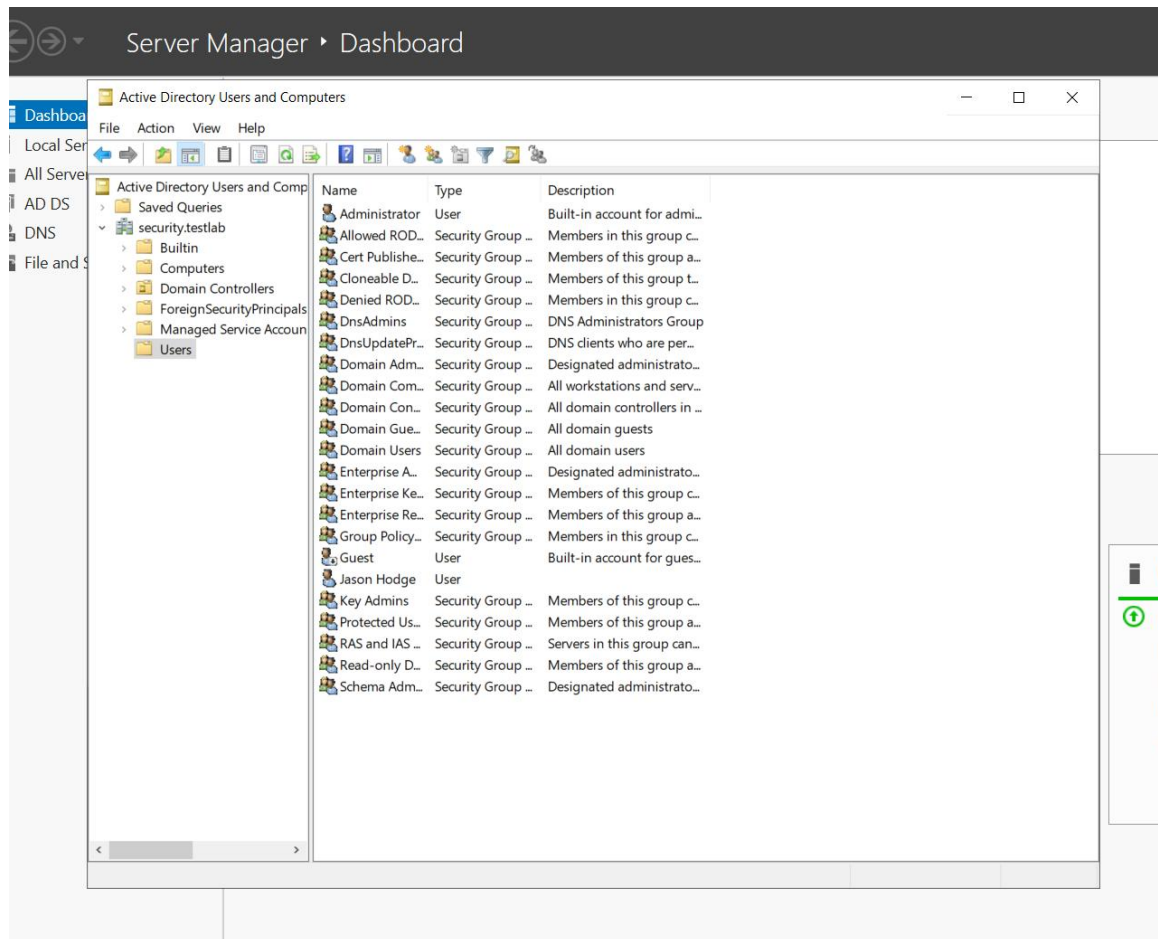 Server Manager ‣ Dashboard
Active Directory Users and Computers
File Action View Help
Dashboa
Local Ser
All Server
AD DS
DNS
File and S
Active Directory Users and Comp
Saved Queries
security.testlab
Builtin
Computers
Domain Controllers
ForeignSecurityPrincipals
Managed Service Accoun
Users
Name Type Description
Administrator User Built-in account for admi...
Allowed ROD... Security Group ... Members in this group c...
Cert Publishe... Security Group ... Members of this group a...
Cloneable D... Security Group ... Members of this group t...
Denied ROD... Security Group ... Members in this group c...
DnsAdmins Security Group ... DNS Administrators Group
DnsUpdatePr... Security Group ... DNS clients who are per...
Domain Adm... Security Group ... Designated administrato...
Domain Com... Security Group ... All workstations and serv...
Domain Con... Security Group ... All domain controllers in ...
Domain Gue... Security Group ... All domain guests
Domain Users Security Group ... All domain users
Enterprise A... Security Group ... Designated administrato...
Enterprise Ke... Security Group ... Members of this group c...
Enterprise Re... Security Group ... Members of this group a...
Group Policy... Security Group ... Members in this group c...
Guest User Built-in account for gues...
Jason Hodge User
Key Admins Security Group ... Members of this group c...
Protected Us... Security Group ... Members of this group a...
RAS and IAS ... Security Group ... Servers in this group can...
Read-only D... Security Group ... Members of this group a...
Schema Adm... Security Group ... Designated administrato...